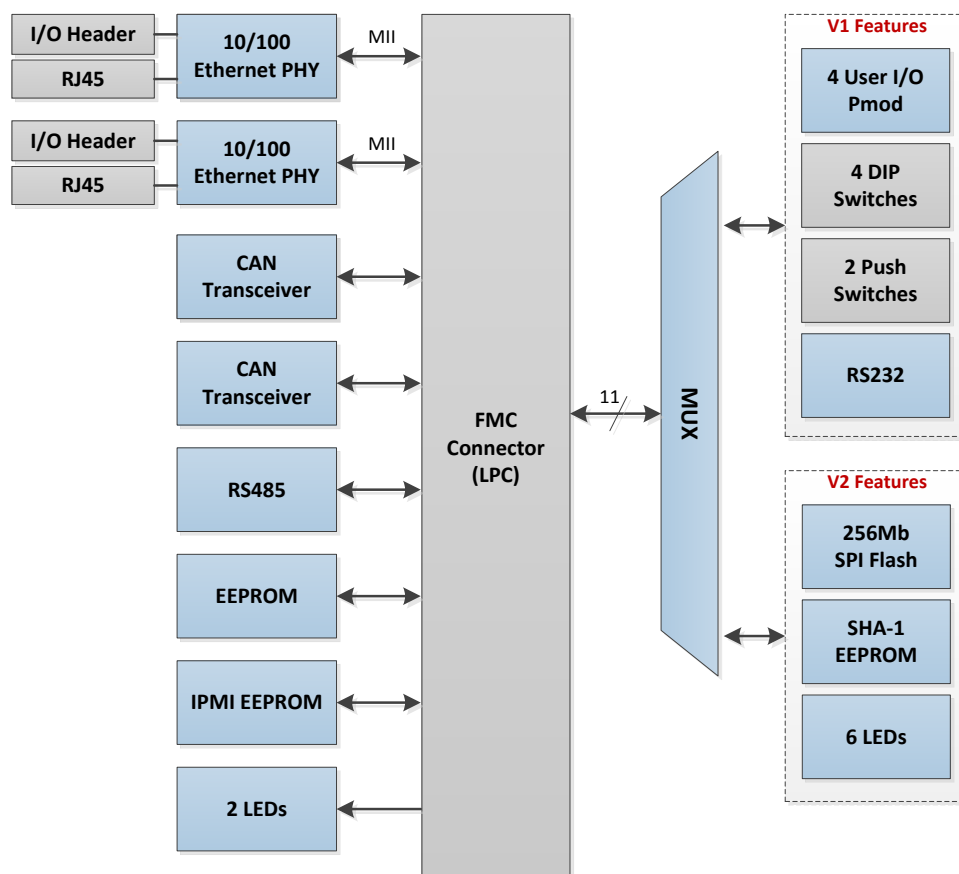 I/O Header
RJ45
10/100
Ethernet PHY
MII
I/O Header
RJ45
10/100
Ethernet PHY
MII
CAN
Transceiver
CAN
Transceiver
RS485
EEPROM
IPMI EEPROM
2 LEDs
FMC
Connector
(LPC)
11
MUX
V1 Features
4 User I/O
Pmod
4 DIP
Switches
2 Push
Switches
RS232
V2 Features
256Mb
SPI Flash
SHA-1
EEPROM
6 LEDs